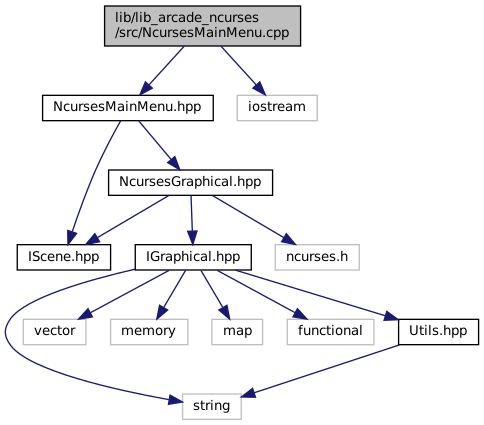 lib/lib_arcade_ncurses
/src/NcursesMainMenu.cpp
NcursesMainMenu.hpp
iostream
NcursesGraphical.hpp
IScene.hpp
IGraphical.hpp
ncurses.h
vector
memory
map
functional
Utils.hpp
string